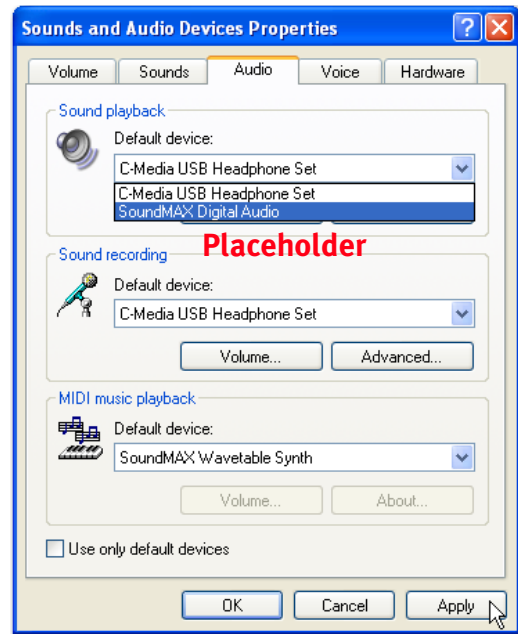 Sounds and Audio Devices Properties
Volume Sounds Audio Voice Hardware
Sound playback
Default device:
C-Media USB Headphone Set
C-Media USB Headphone Set
SoundMAX Digital Audio
Placeholder
Sound recording
Default device:
C-Media USB Headphone Set
Volume... Advanced...
MIDI music playback
Default device:
SoundMAX Wavetable Synth
Volume... About...
Use only default devices
OK Cancel Apply